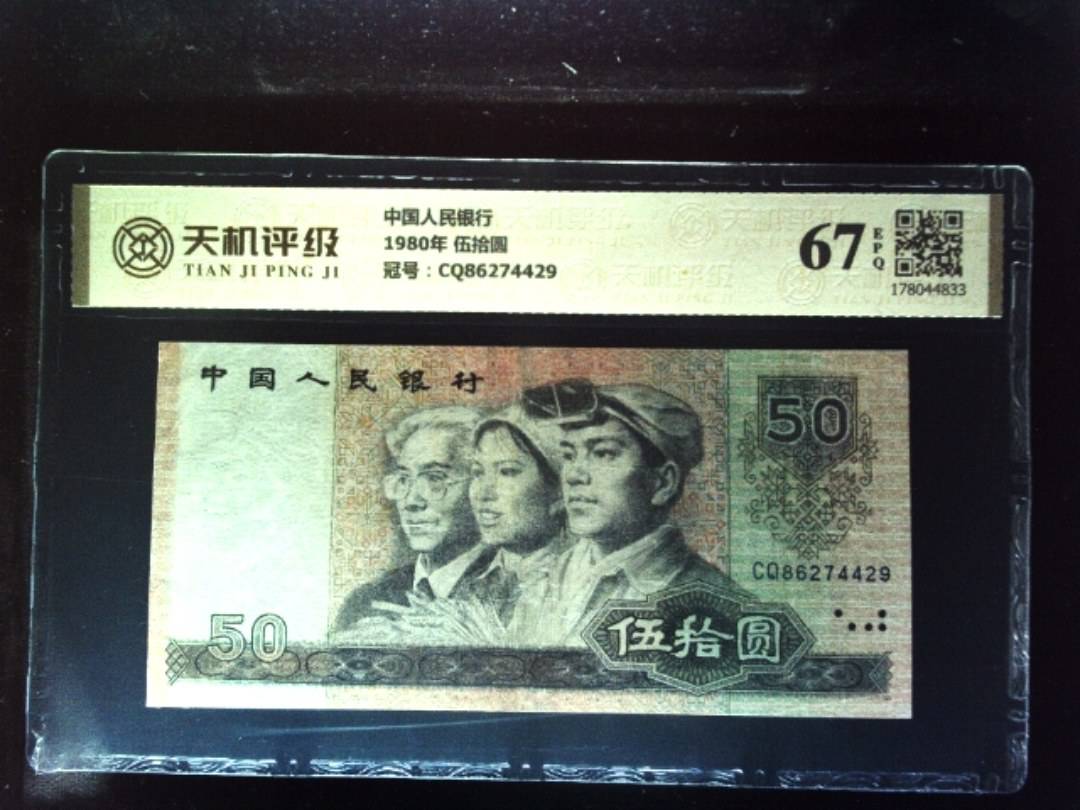 天机评级
TIAN JI PING JI
中国人民银行
1980年 伍拾圆
冠号：CQ86274429
67
EPQ
178044833
中国人民银行
50
CQ86274429
50
伍拾圆